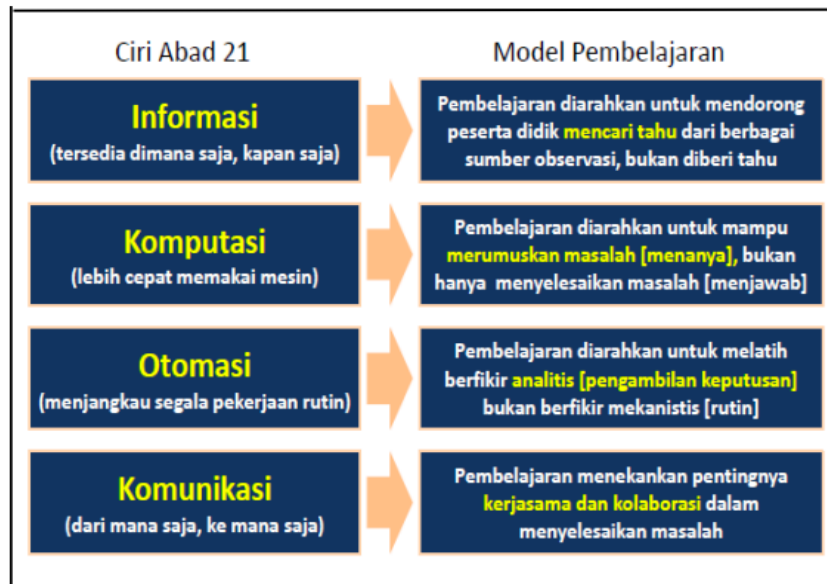 Ciri Abad 21
Model Pembelajaran
Informasi
(tersedia dimana saja, kapan saja)
Pembelajaran diarahkan untuk mendorong
peserta didik mencari tahu dari berbagai
sumber observasi, bukan diberi tahu
Komputasi
(lebih cepat memakai mesin)
Pembelajaran diarahkan untuk mampu
merumuskan masalah [menanya], bukan
hanya menyelesaikan masalah [menjawab]
Otomasi
(menjangkau segala pekerjaan rutin)
Pembelajaran diarahkan untuk melatih
berfikir analitis [pengambilan keputusan]
bukan berfikir mekanistis [rutin]
Komunikasi
(dari mana saja, ke mana saja)
Pembelajaran menekankan pentingnya
kerjasama dan kolaborasi dalam
menyelesaikan masalah